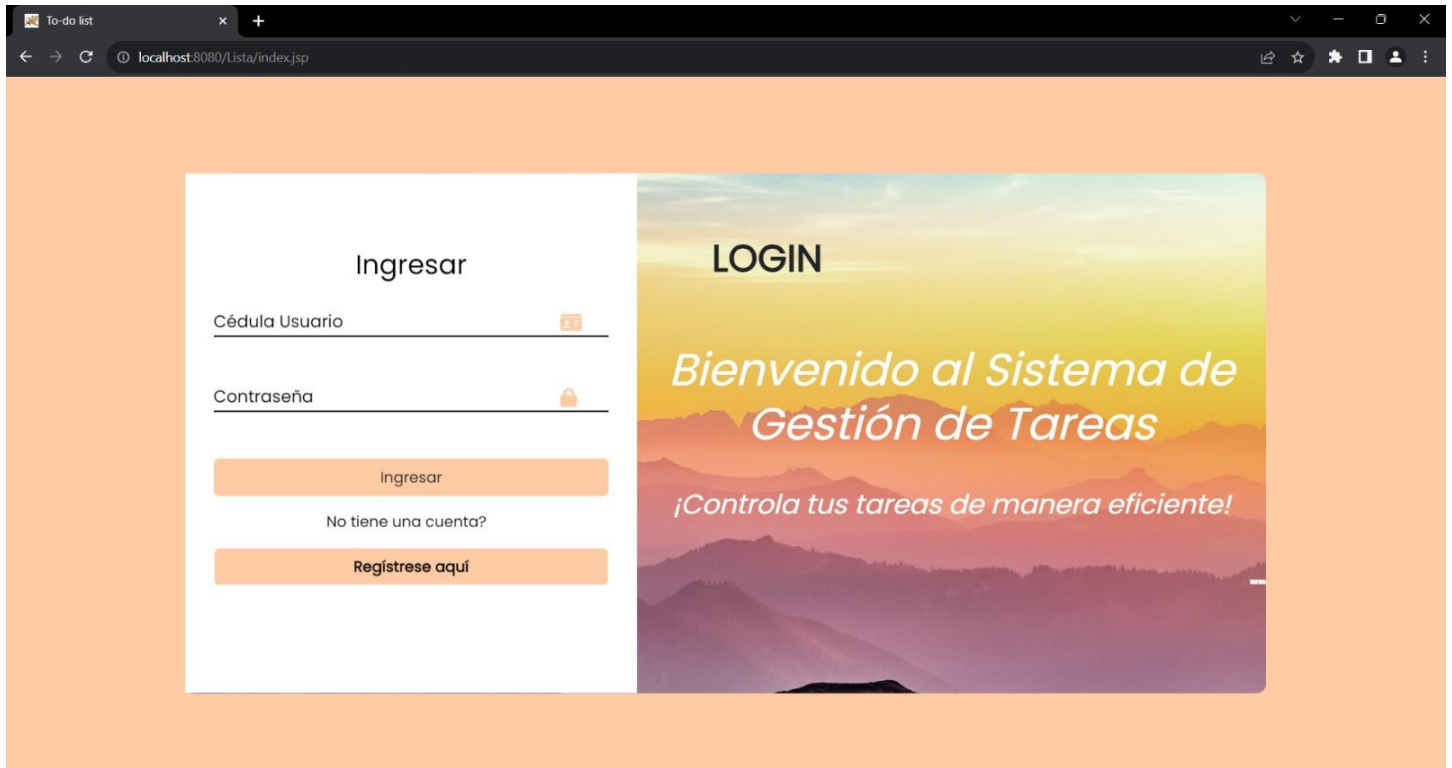 To-do list
localhost:8080/Lista/index.jsp
Ingresar
Cédula Usuario
Contraseña
Ingresar
No tiene una cuenta?
Regístrese aquí
LOGIN
Bienvenido al Sistema de
Gestión de Tareas
¡Controla tus tareas de manera eficiente!